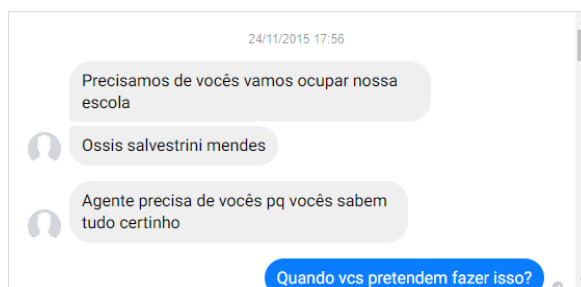 24/11/2015 17:56
Precisamos de vocês vamos ocupar nossa
escola
Ossis salvestrini mendes
Agente precisa de vocês pq vocês sabem
tudo certinho
Quando vcs pretendem fazer isso?